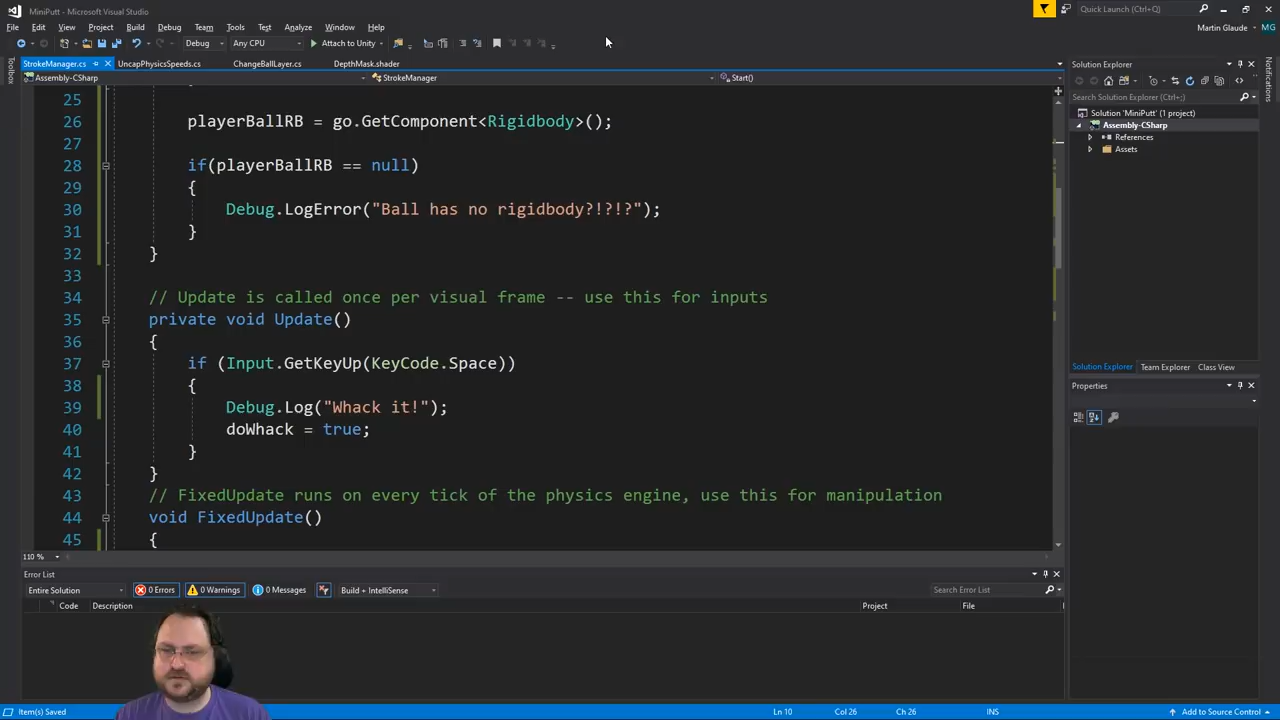 MiniPutt - Microsoft Visual Studio
Quick Launch (Ctrl+;)
File Edit View Project Build Debug Team Tools Test Analyze Window Help
Martin Glaude MG
Debug Any CPU Attach to Unity
Toolbox
StrokeManager.cs UncapPhysicsSpeeds.cs ChangeBallLayer.cs DepthMask.shader
Assembly-CSharp StrokeManager Start()
25
26 playerBallRB = go.GetComponent<Rigidbody>();
27
28 if(playerBallRB == null)
29 {
30 Debug.LogError("Ball has no rigidbody?!?!?");
31 }
32 }
33
34 // Update is called once per visual frame -- use this for inputs
35 private void Update()
36 {
37 if (Input.GetKeyUp(KeyCode.Space))
38 {
39 Debug.Log("Whack it!");
40 doWhack = true;
41 }
42 }
43 // FixedUpdate runs on every tick of the physics engine, use this for manipulation
44 void FixedUpdate()
45 {
110 %
Solution Explorer
Search Solution Explorer (Ctrl+;)
Solution 'MiniPutt' (1 project)
Assembly-CSharp
References
Assets
Solution Explorer Team Explorer Class View
Properties
Notifications
Error List
Entire Solution 0 Errors 0 Warnings 0 Messages Build + IntelliSense
Search Error List
Code Description Project File
Item(s) Saved Ln 10 Col 26 Ch 26 INS Add to Source Control